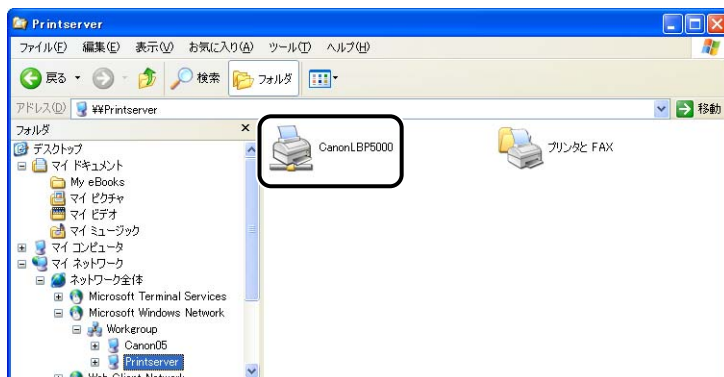 Printserver
ファイル(F) 編集(E) 表示(V) お気に入り(A) ツール(T) ヘルプ(H)
戻る 検索 フォルダ
アドレス(D) ¥¥Printserver 移動
フォルダ
デスクトップ
マイ ドキュメント
My eBooks
マイ ピクチャ
マイ ビデオ
マイ ミュージック
マイ コンピュータ
マイ ネットワーク
ネットワーク全体
Microsoft Terminal Services
Microsoft Windows Network
Workgroup
Canon05
Printserver
Web Client Network
CanonLBP5000
プリンタと FAX